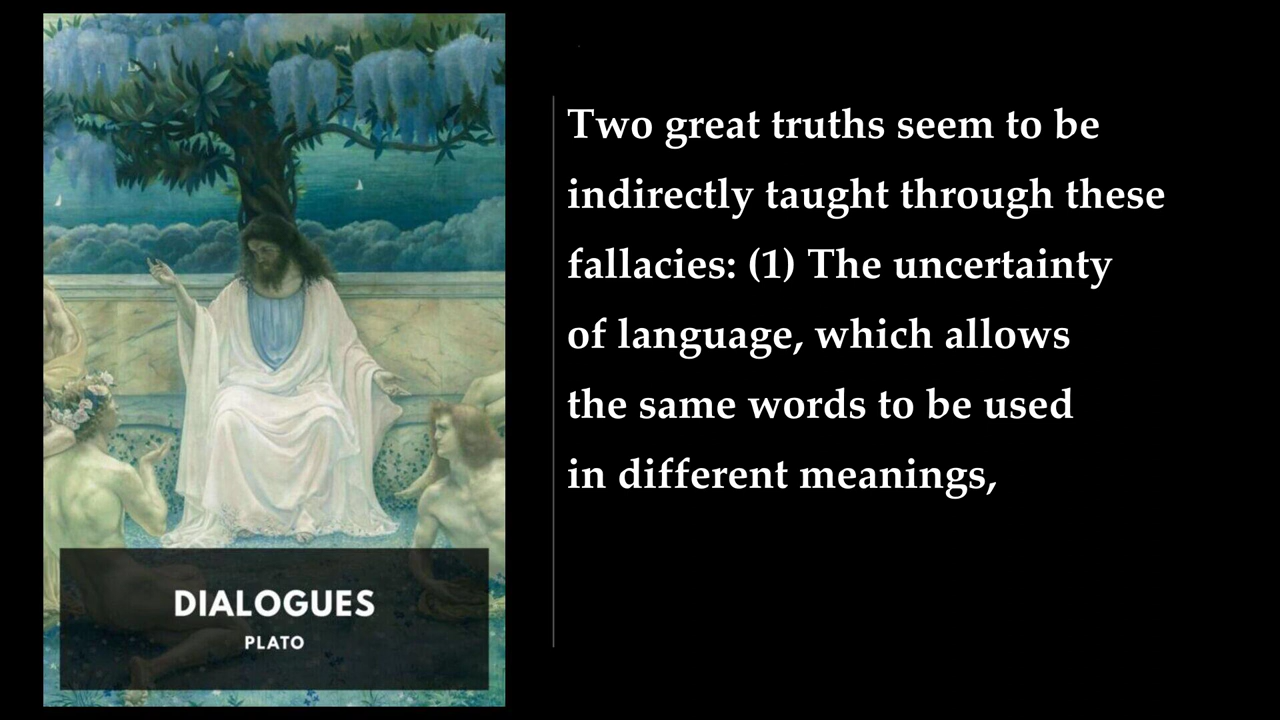 Two great truths seem to be
indirectly taught through these
fallacies: (1) The uncertainty
of language, which allows
the same words to be used
in different meanings,
DIALOGUES
PLATO